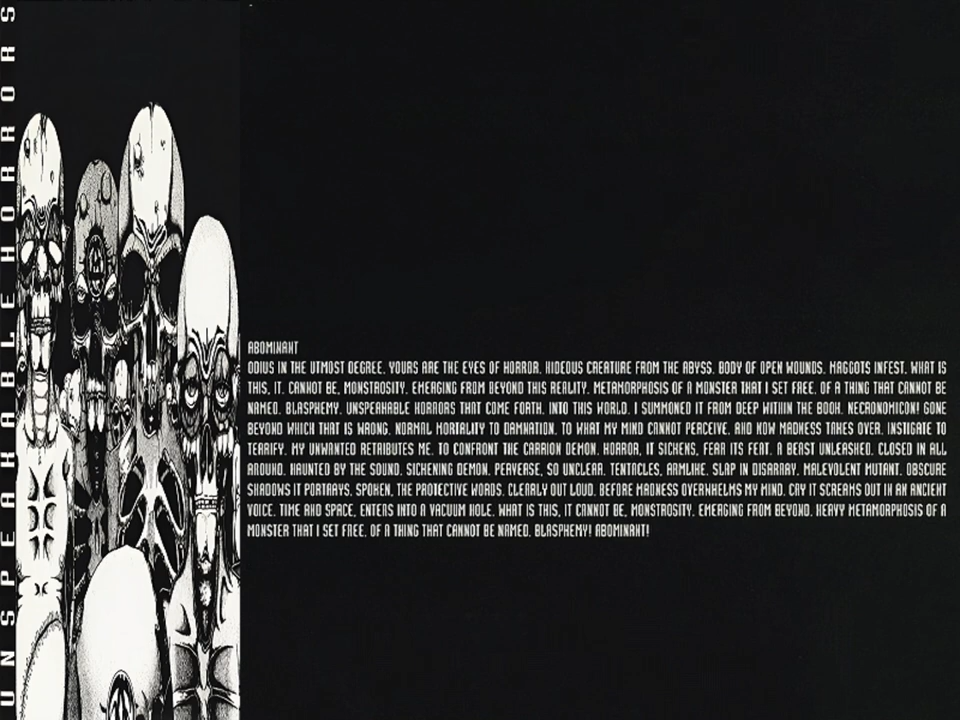 UNSPEAKABLE HORRORS
ABOMINANT
ODIUS IN THE UTMOST DEGREE. YOURS ARE THE EYES OF HORROR. HIDEOUS CREATURE FROM THE ABYSS. BODY OF OPEN WOUNDS. MAGGOTS INFEST. WHAT IS
THIS, IT. CANNOT BE. MONSTROSITY. EMERGING FROM BEYOND THIS REALITY. METAMORPHOSIS OF A MONSTER THAT I SET FREE. OF A THING THAT CANNOT BE
NAMED. BLASPHEMY. UNSPEAKABLE HORRORS THAT COME FORTH. INTO THIS WORLD. I SUMMONED IT FROM DEEP WITHIN THE BOOK. NECRONOMICON! GONE
BEYOND WHICH THAT IS WRONG. NORMAL MORTALITY TO DAMNATION. TO WHAT MY MIND CANNOT PERCEIVE. AND NOW MADNESS TAKES OVER. INSTIGATE TO
TERRIFY. MY UNWANTED RETRIBUTES ME. TO CONFRONT THE CARRION DEMON. HORROR, IT SICKENS, FEAR ITS FEAT. A BEAST UNLEASHED. CLOSED IN ALL
AROUND. HAUNTED BY THE SOUND. SICKENING DEMON. PERVERSE, SO UNCLEAR. TENTACLES, ARMLIKE. SLAP IN DISARRAY. MALEVOLENT MUTANT. OBSCURE
SHADOWS IT PORTRAYS. SPOKEN, THE PROTECTIVE WORDS. CLEARLY OUT LOUD. BEFORE MADNESS OVERWHELMS MY MIND. CRY IT SCREAMS OUT IN AN ANCIENT
VOICE. TIME AND SPACE, ENTERS INTO A VACUUM HOLE. WHAT IS THIS, IT CANNOT BE, MONSTROSITY. EMERGING FROM BEYOND. HEAVY METAMORPHOSIS OF A
MONSTER THAT I SET FREE. OF A THING THAT CANNOT BE NAMED. BLASPHEMY! ABOMINANT!